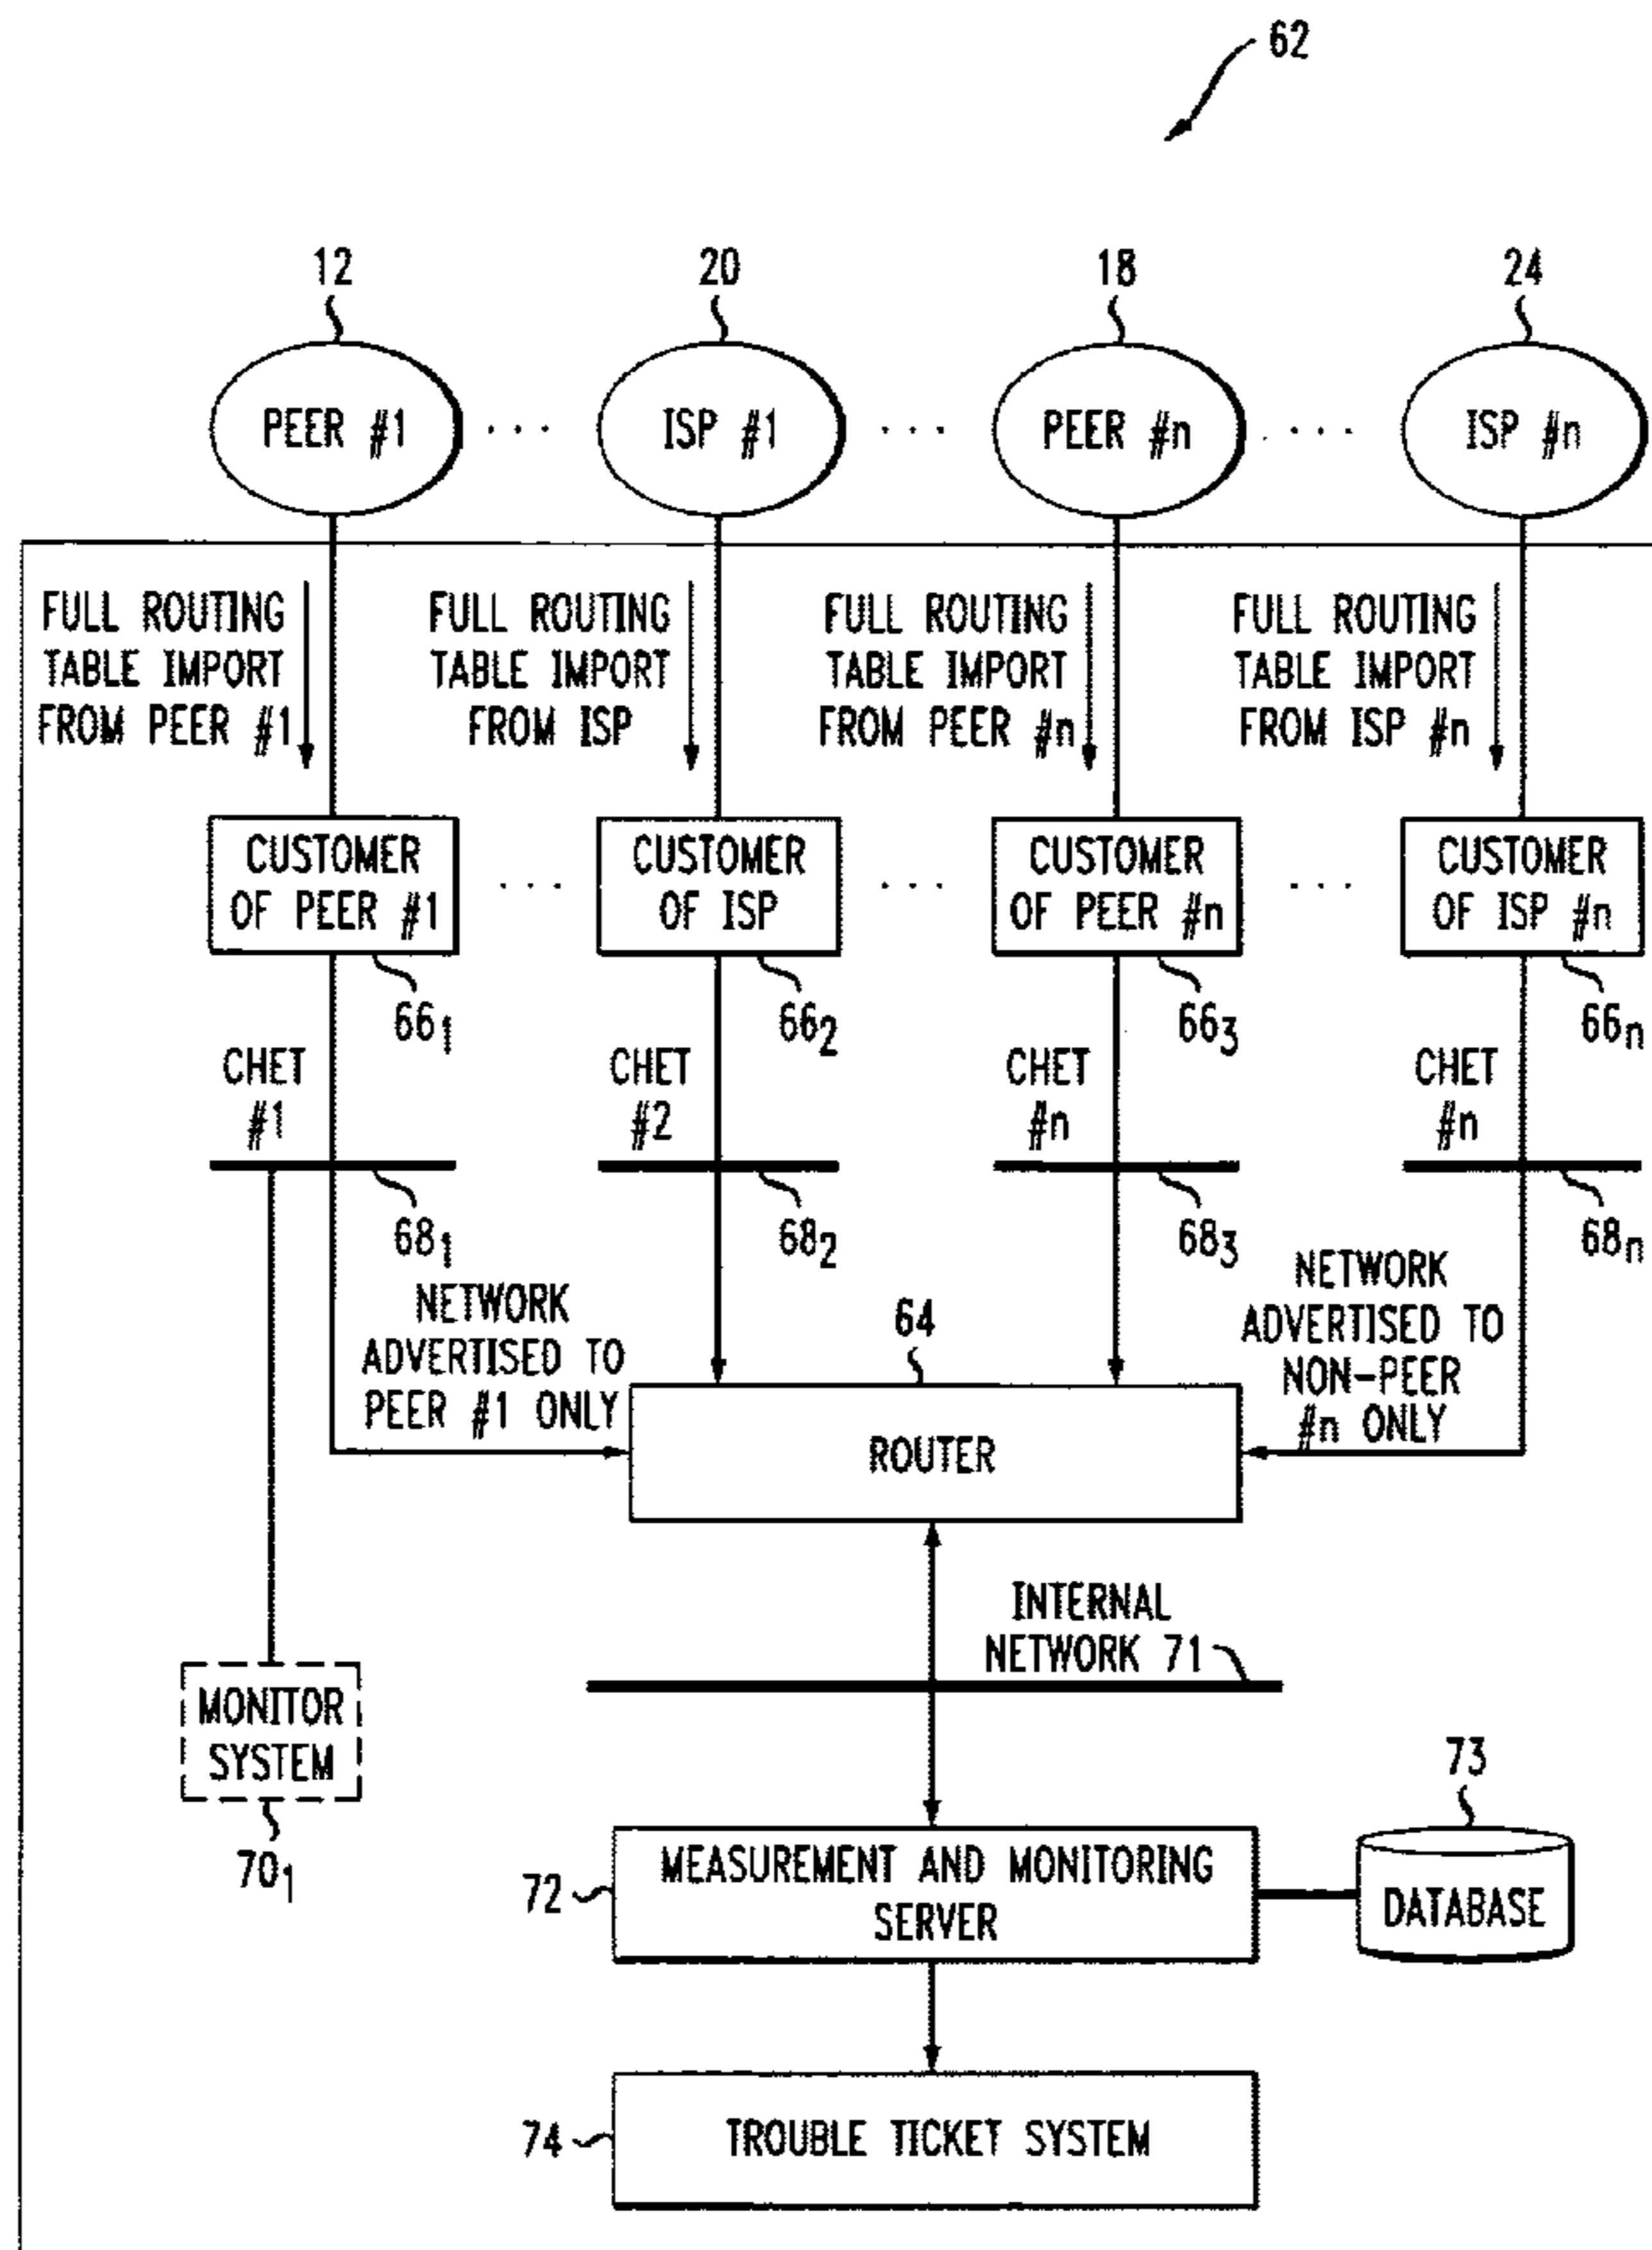 62
12
20
18
24
PEER #1
. . .
ISP #1
. . .
PEER #n
. . .
ISP #n
FULL ROUTING
TABLE IMPORT
FROM PEER #1
FULL ROUTING
TABLE IMPORT
FROM ISP
FULL ROUTING
TABLE IMPORT
FROM PEER #n
FULL ROUTING
TABLE IMPORT
FROM ISP #n
CUSTOMER
OF PEER #1
. . .
CUSTOMER
OF ISP
. . .
CUSTOMER
OF PEER #n
. . .
CUSTOMER
OF ISP #n
66₁
66₂
66₃
66ₙ
CHET
#1
CHET
#2
CHET
#n
CHET
#n
68₁
68₂
68₃
68ₙ
NETWORK
ADVERTISED TO
PEER #1 ONLY
64
NETWORK
ADVERTISED TO
NON-PEER
#n ONLY
ROUTER
INTERNAL
NETWORK 71
MONITOR
SYSTEM
70₁
73
72
MEASUREMENT AND MONITORING
SERVER
DATABASE
74
TROUBLE TICKET SYSTEM